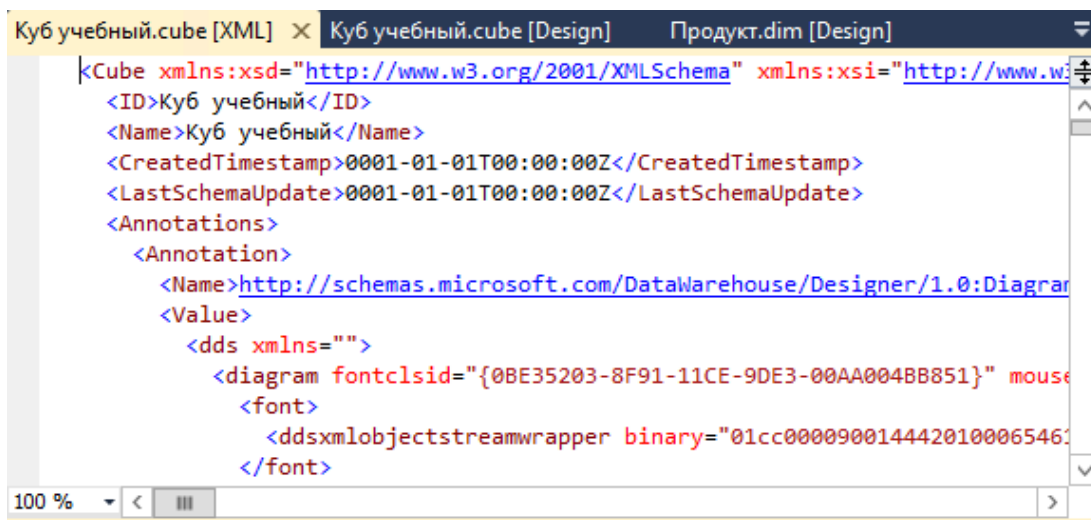 Куб учебный.cube [XML] Куб учебный.cube [Design] Продукт.dim [Design]
<Cube xmlns:xsd="http://www.w3.org/2001/XMLSchema" xmlns:xsi="http://www.w3
<ID>Куб учебный</ID>
<Name>Куб учебный</Name>
<CreatedTimestamp>0001-01-01T00:00:00Z</CreatedTimestamp>
<LastSchemaUpdate>0001-01-01T00:00:00Z</LastSchemaUpdate>
<Annotations>
<Annotation>
<Name>http://schemas.microsoft.com/DataWarehouse/Designer/1.0:Diagram
<Value>
<dds xmlns="">
<diagram fontclsid="{0BE35203-8F91-11CE-9DE3-00AA004BB851}" mouse
<font>
<ddsxmlobjectstreamwrapper binary="01cc0000900144420100065461
</font>
100 %